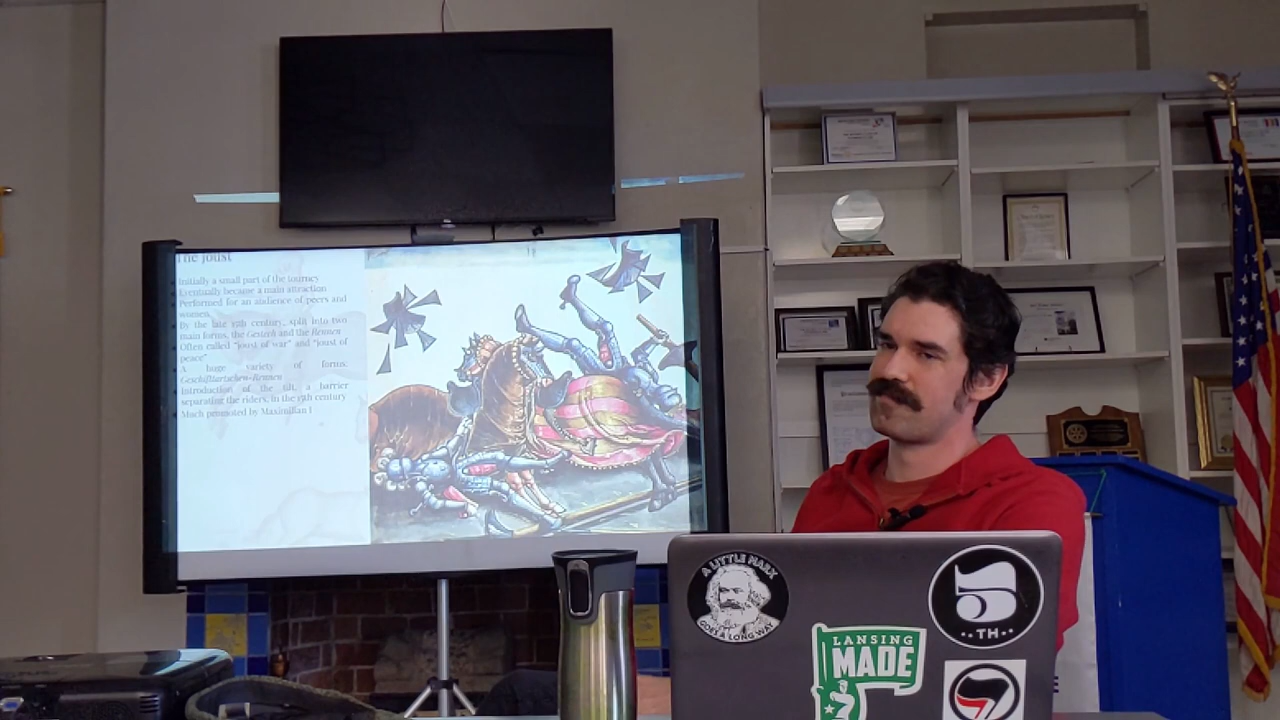 The Joust
Initially a small part of the tourney
Eventually became a main attraction
Performed for an audience of peers and
women
By the late 15th century, split into two
main forms, the Gestech and the Rennen
Often called "joust of war" and "joust of
peace"
A huge variety of forms:
Geschifttartschen-Rennen
Introduction of the tilt, a barrier
separating the riders, in the 15th century
Much promoted by Maximilian I
A LITTLE MARX
GOES A LONG WAY
LANSING
MADE
5
TH